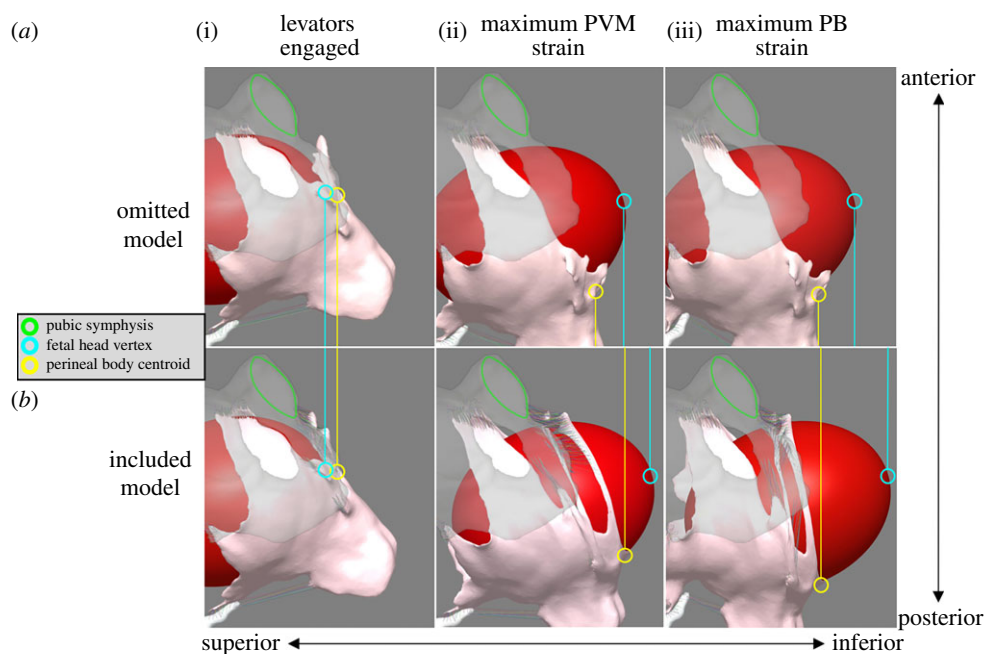 (a)
(i)
levators
engaged
(ii)
maximum PVM
strain
(iii)
maximum PB
strain
anterior
omitted
model
pubic symphysis
fetal head vertex
perineal body centroid
(b)
included
model
posterior
superior
inferior